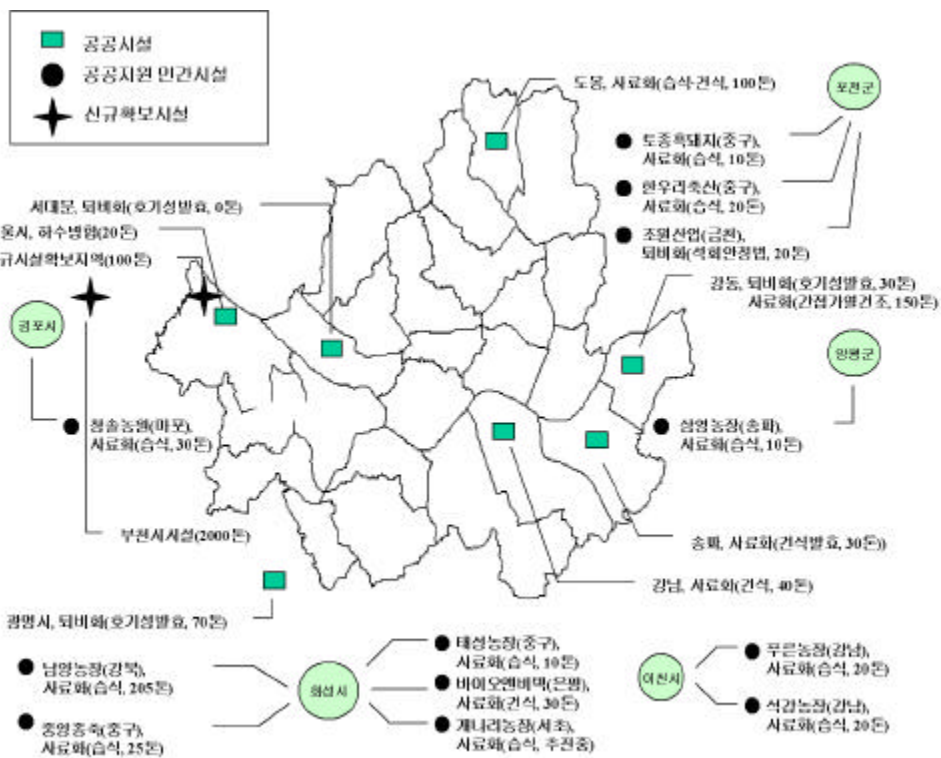 공공시설
공공지원 민간시설
신규확보시설
도봉, 사료화(습식·건식, 100톤)
포천군
토종흑돼지(중구),
사료화(습식, 10톤)
한우리축산(중구),
사료화(습식, 20톤)
조원산업(금천),
퇴비화(석회안정법, 20톤)
서대문, 퇴비화(호기성발효, 0톤)
울시, 하수병합(20톤)
규시설확보지역(100톤)
강동, 퇴비화(호기성발효, 30톤)
사료화(간접가열건조, 150톤)
김포시
양평군
청솔농원(마포),
사료화(습식, 30톤)
삼영농장(송파),
사료화(습식, 10톤)
부천시시설(2000톤)
송파, 사료화(건식발효, 30톤))
강남, 사료화(건식, 40톤)
광명시, 퇴비화(호기성발효, 70톤)
남영농장(강북),
사료화(습식, 205톤)
중앙홍축(중구),
사료화(습식, 25톤)
화성시
태성농장(중구),
사료화(습식, 10톤)
바이오엔비텍(은평),
사료화(건식, 30톤)
개나리농장(서초),
사료화(습식, 추진중)
이천시
푸른농장(강남),
사료화(습식, 20톤)
석강농장(강남),
사료화(습식, 20톤)